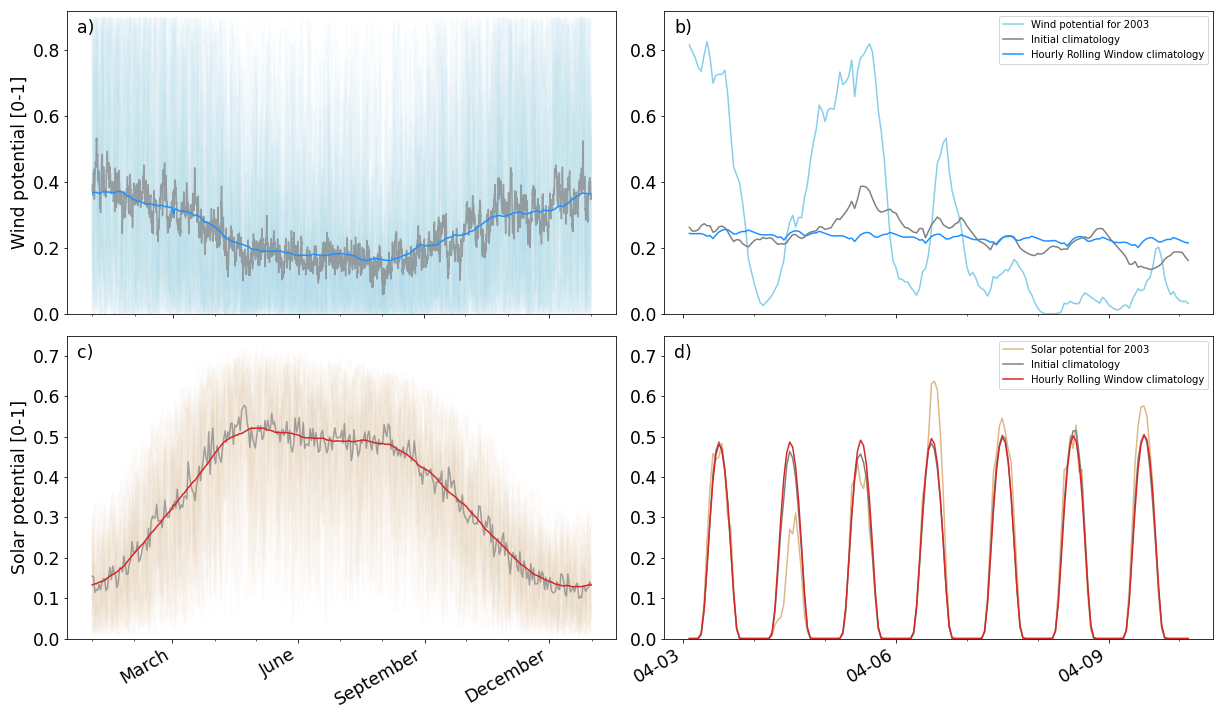 a)
Wind potential [0-1]
0.8
0.6
0.4
0.2
0.0
b)
Wind potential for 2003
Initial climatology
Hourly Rolling Window climatology
0.8
0.6
0.4
0.2
0.0
c)
Solar potential [0-1]
0.7
0.6
0.5
0.4
0.3
0.2
0.1
0.0
March
June
September
December
d)
Solar potential for 2003
Initial climatology
Hourly Rolling Window climatology
0.7
0.6
0.5
0.4
0.3
0.2
0.1
0.0
04-03
04-06
04-09